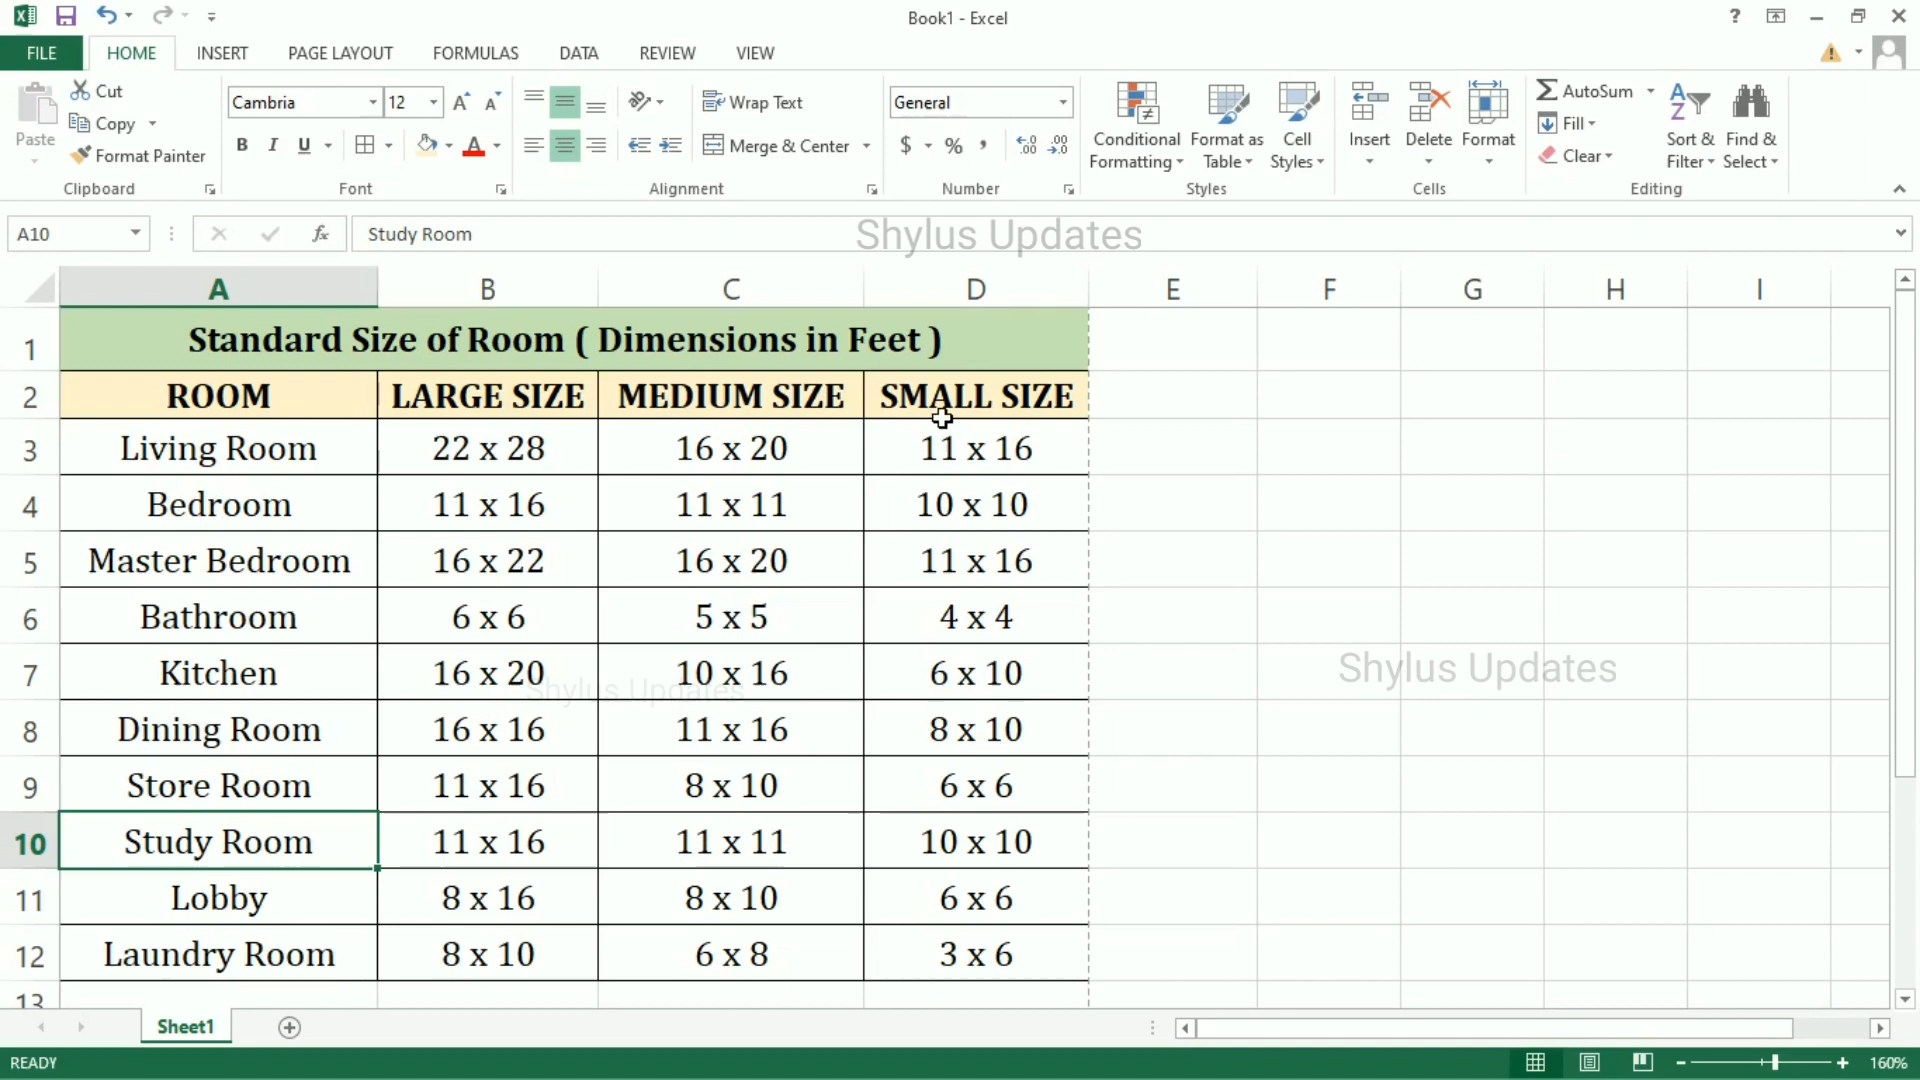 Book1 - Excel
?
FILE HOME INSERT PAGE LAYOUT FORMULAS DATA REVIEW VIEW
Paste
Cut
Copy
Format Painter
Clipboard
Cambria 12
B I U
Font
Wrap Text
Merge & Center
Alignment
General
$ % ,
Number
Conditional Formatting
Format as Table
Cell Styles
Styles
Insert
Delete
Format
Cells
AutoSum
Fill
Clear
Sort & Filter
Find & Select
Editing
A10 fx Study Room
Shylus Updates
A B C D E F G H I
1 Standard Size of Room ( Dimensions in Feet )
2 ROOM LARGE SIZE MEDIUM SIZE SMALL SIZE
3 Living Room 22 x 28 16 x 20 11 x 16
4 Bedroom 11 x 16 11 x 11 10 x 10
5 Master Bedroom 16 x 22 16 x 20 11 x 16
6 Bathroom 6 x 6 5 x 5 4 x 4
7 Kitchen 16 x 20 10 x 16 6 x 10
Shylus Updates
Shylus Updates
8 Dining Room 16 x 16 11 x 16 8 x 10
9 Store Room 11 x 16 8 x 10 6 x 6
10 Study Room 11 x 16 11 x 11 10 x 10
11 Lobby 8 x 16 8 x 10 6 x 6
12 Laundry Room 8 x 10 6 x 8 3 x 6
13
Sheet1
READY
160%